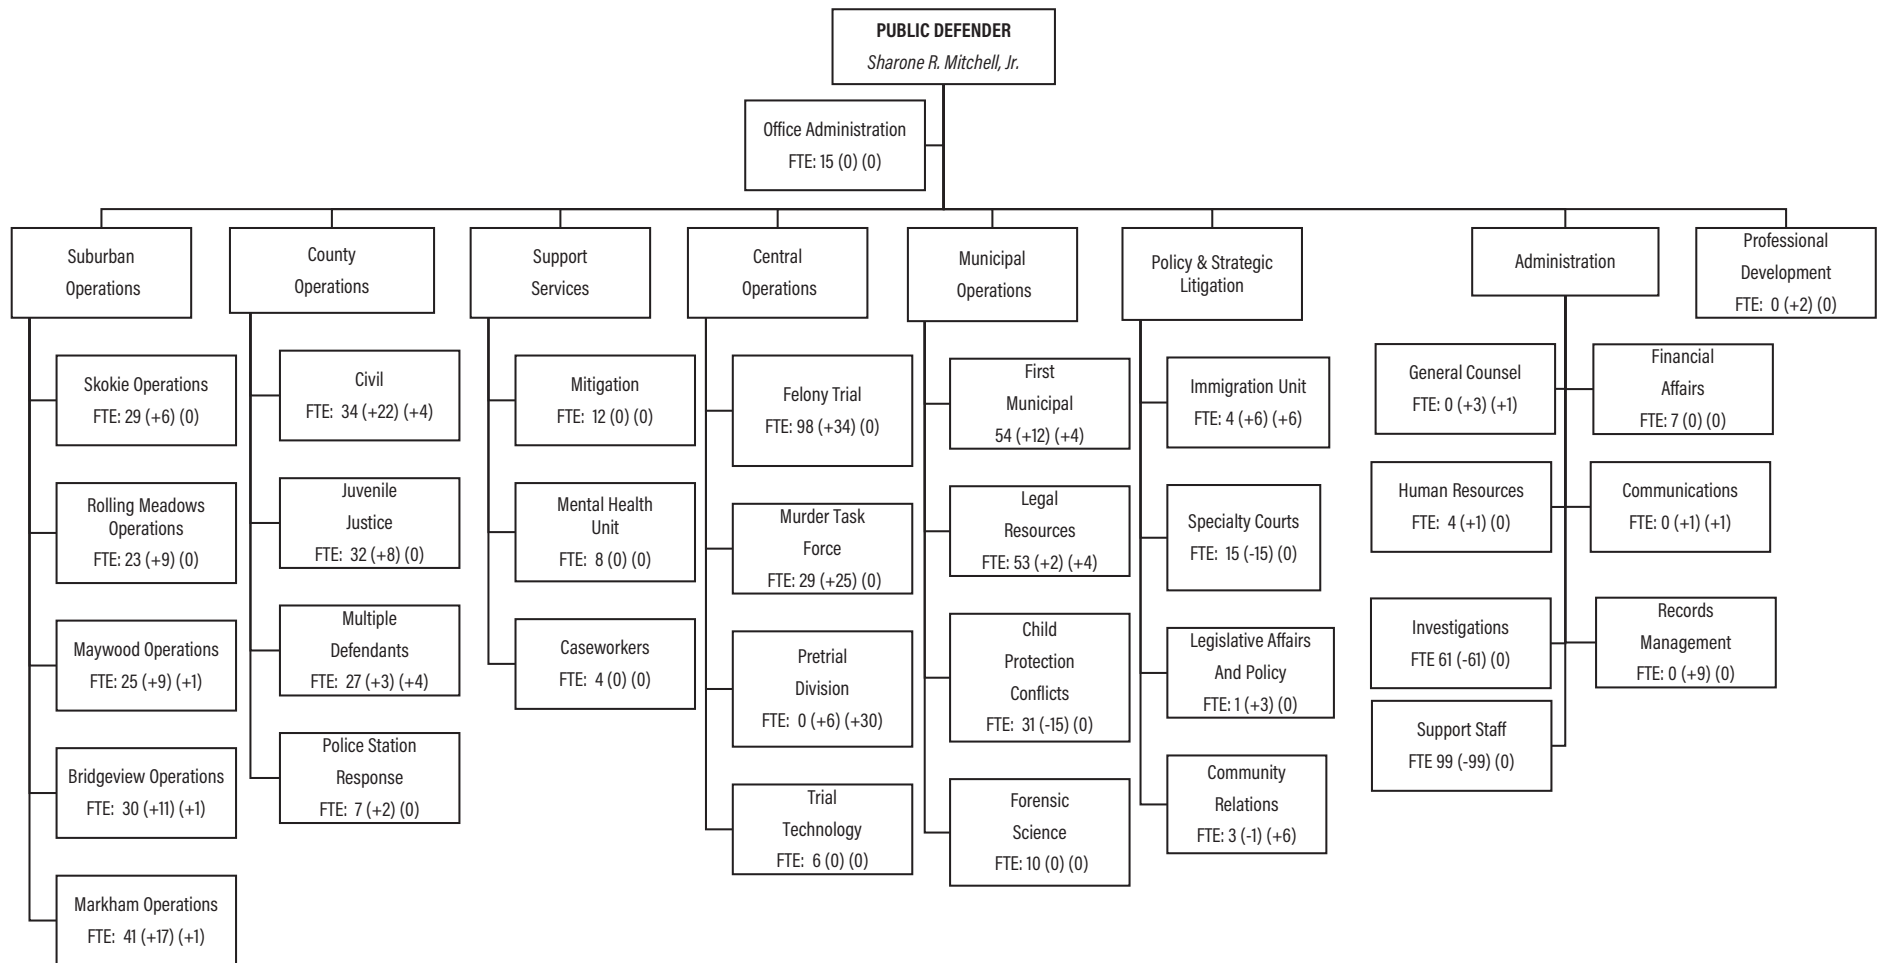 PUBLIC DEFENDER
Sharone R. Mitchell, Jr.
Office Administration
FTE: 15 (0) (0)
Suburban
Operations
Skokie Operations
FTE: 29 (+6) (0)
Rolling Meadows
Operations
FTE: 23 (+9) (0)
Maywood Operations
FTE: 25 (+9) (+1)
Bridgeview Operations
FTE: 30 (+11) (+1)
Markham Operations
FTE: 41 (+17) (+1)
County
Operations
Civil
FTE: 34 (+22) (+4)
Juvenile
Justice
FTE: 32 (+8) (0)
Multiple
Defendants
FTE: 27 (+3) (+4)
Police Station
Response
FTE: 7 (+2) (0)
Support
Services
Mitigation
FTE: 12 (0) (0)
Mental Health
Unit
FTE: 8 (0) (0)
Caseworkers
FTE: 4 (0) (0)
Central
Operations
Felony Trial
FTE: 98 (+34) (0)
Murder Task
Force
FTE: 29 (+25) (0)
Pretrial
Division
FTE: 0 (+6) (+30)
Trial
Technology
FTE: 6 (0) (0)
Municipal
Operations
First
Municipal
54 (+12) (+4)
Legal
Resources
FTE: 53 (+2) (+4)
Child
Protection
Conflicts
FTE: 31 (-15) (0)
Forensic
Science
FTE: 10 (0) (0)
Policy & Strategic
Litigation
Immigration Unit
FTE: 4 (+6) (+6)
Specialty Courts
FTE: 15 (-15) (0)
Legislative Affairs
And Policy
FTE: 1 (+3) (0)
Community
Relations
FTE: 3 (-1) (+6)
Administration
General Counsel
FTE: 0 (+3) (+1)
Financial
Affairs
FTE: 7 (0) (0)
Human Resources
FTE: 4 (+1) (0)
Communications
FTE: 0 (+1) (+1)
Investigations
FTE 61 (-61) (0)
Records
Management
FTE: 0 (+9) (0)
Support Staff
FTE 99 (-99) (0)
Professional
Development
FTE: 0 (+2) (0)